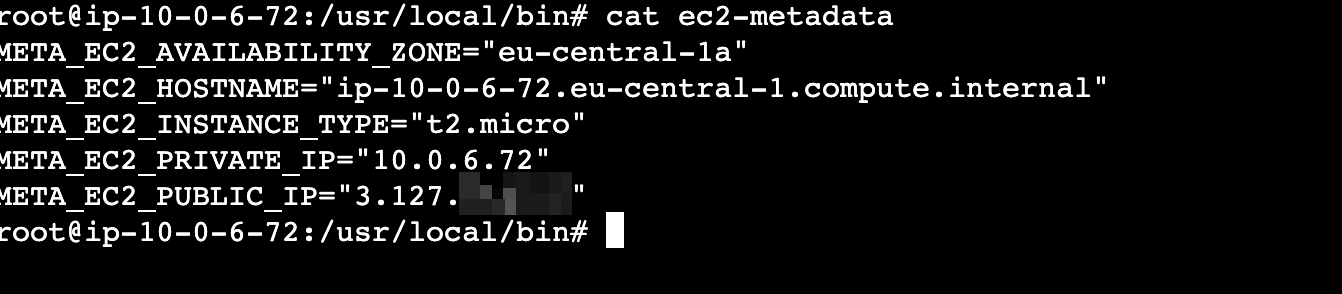 root@ip-10-0-6-72:/usr/local/bin# cat ec2-metadata
META_EC2_AVAILABILITY_ZONE="eu-central-1a"
META_EC2_HOSTNAME="ip-10-0-6-72.eu-central-1.compute.internal"
META_EC2_INSTANCE_TYPE="t2.micro"
META_EC2_PRIVATE_IP="10.0.6.72"
META_EC2_PUBLIC_IP="3.127. "
root@ip-10-0-6-72:/usr/local/bin#